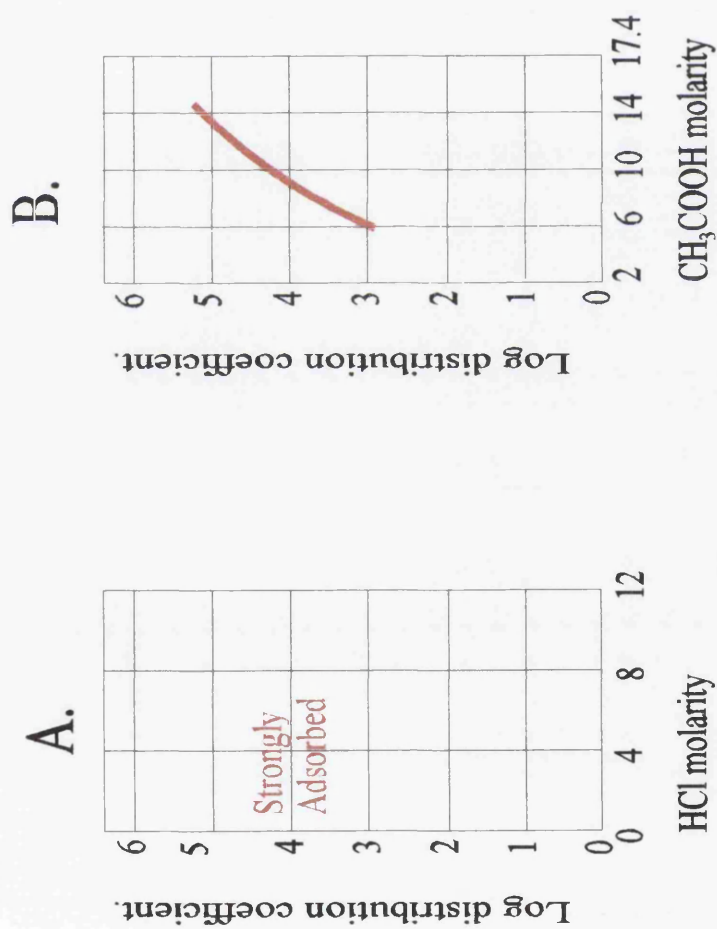 A.
Log distribution coefficient.
6
5
4
3
2
1
0
Strongly
Adsorbed
0
4
8
12
HCl molarity
B.
Log distribution coefficient.
6
5
4
3
2
1
0
2
6
10
14
17.4
CH₃COOH molarity